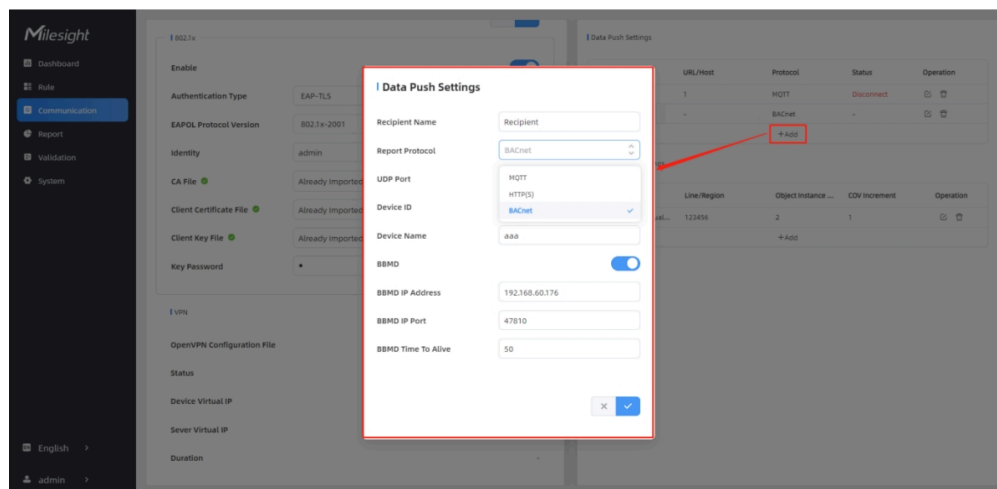 Milesight
Dashboard
Rule
Communication
Report
Validation
System
English
admin
802.1x
Enable
Authentication Type
EAP-TLS
EAPOL Protocol Version
802.1x-2001
Identity
admin
CA File
Already imported
Client Certificate File
Already imported
Client Key File
Already imported
Key Password
VPN
OpenVPN Configuration File
Status
Device Virtual IP
Sever Virtual IP
Duration
-
Data Push Settings
Recipient Name
Recipient
Report Protocol
BACnet
MQTT
HTTP(S)
BACnet
UDP Port
Device ID
Device Name
aaa
BBMD
BBMD IP Address
192.168.60.176
BBMD IP Port
47810
BBMD Time To Alive
50
Data Push Settings
URL/Host Protocol Status Operation
1 MQTT Disconnect
- BACnet -
+Add
Line/Region Object Instance ... COV Increment Operation
123456 2 1
+Add